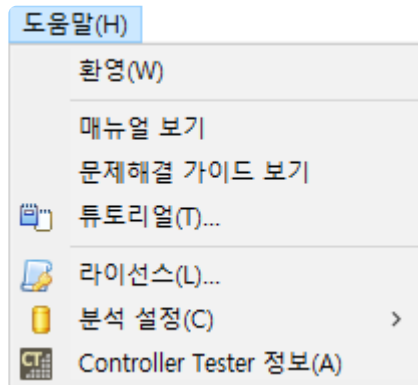 도움말(H)
환영(W)
매뉴얼 보기
문제해결 가이드 보기
튜토리얼(T)...
라이선스(L)...
분석 설정(C)
CT
Controller Tester 정보(A)